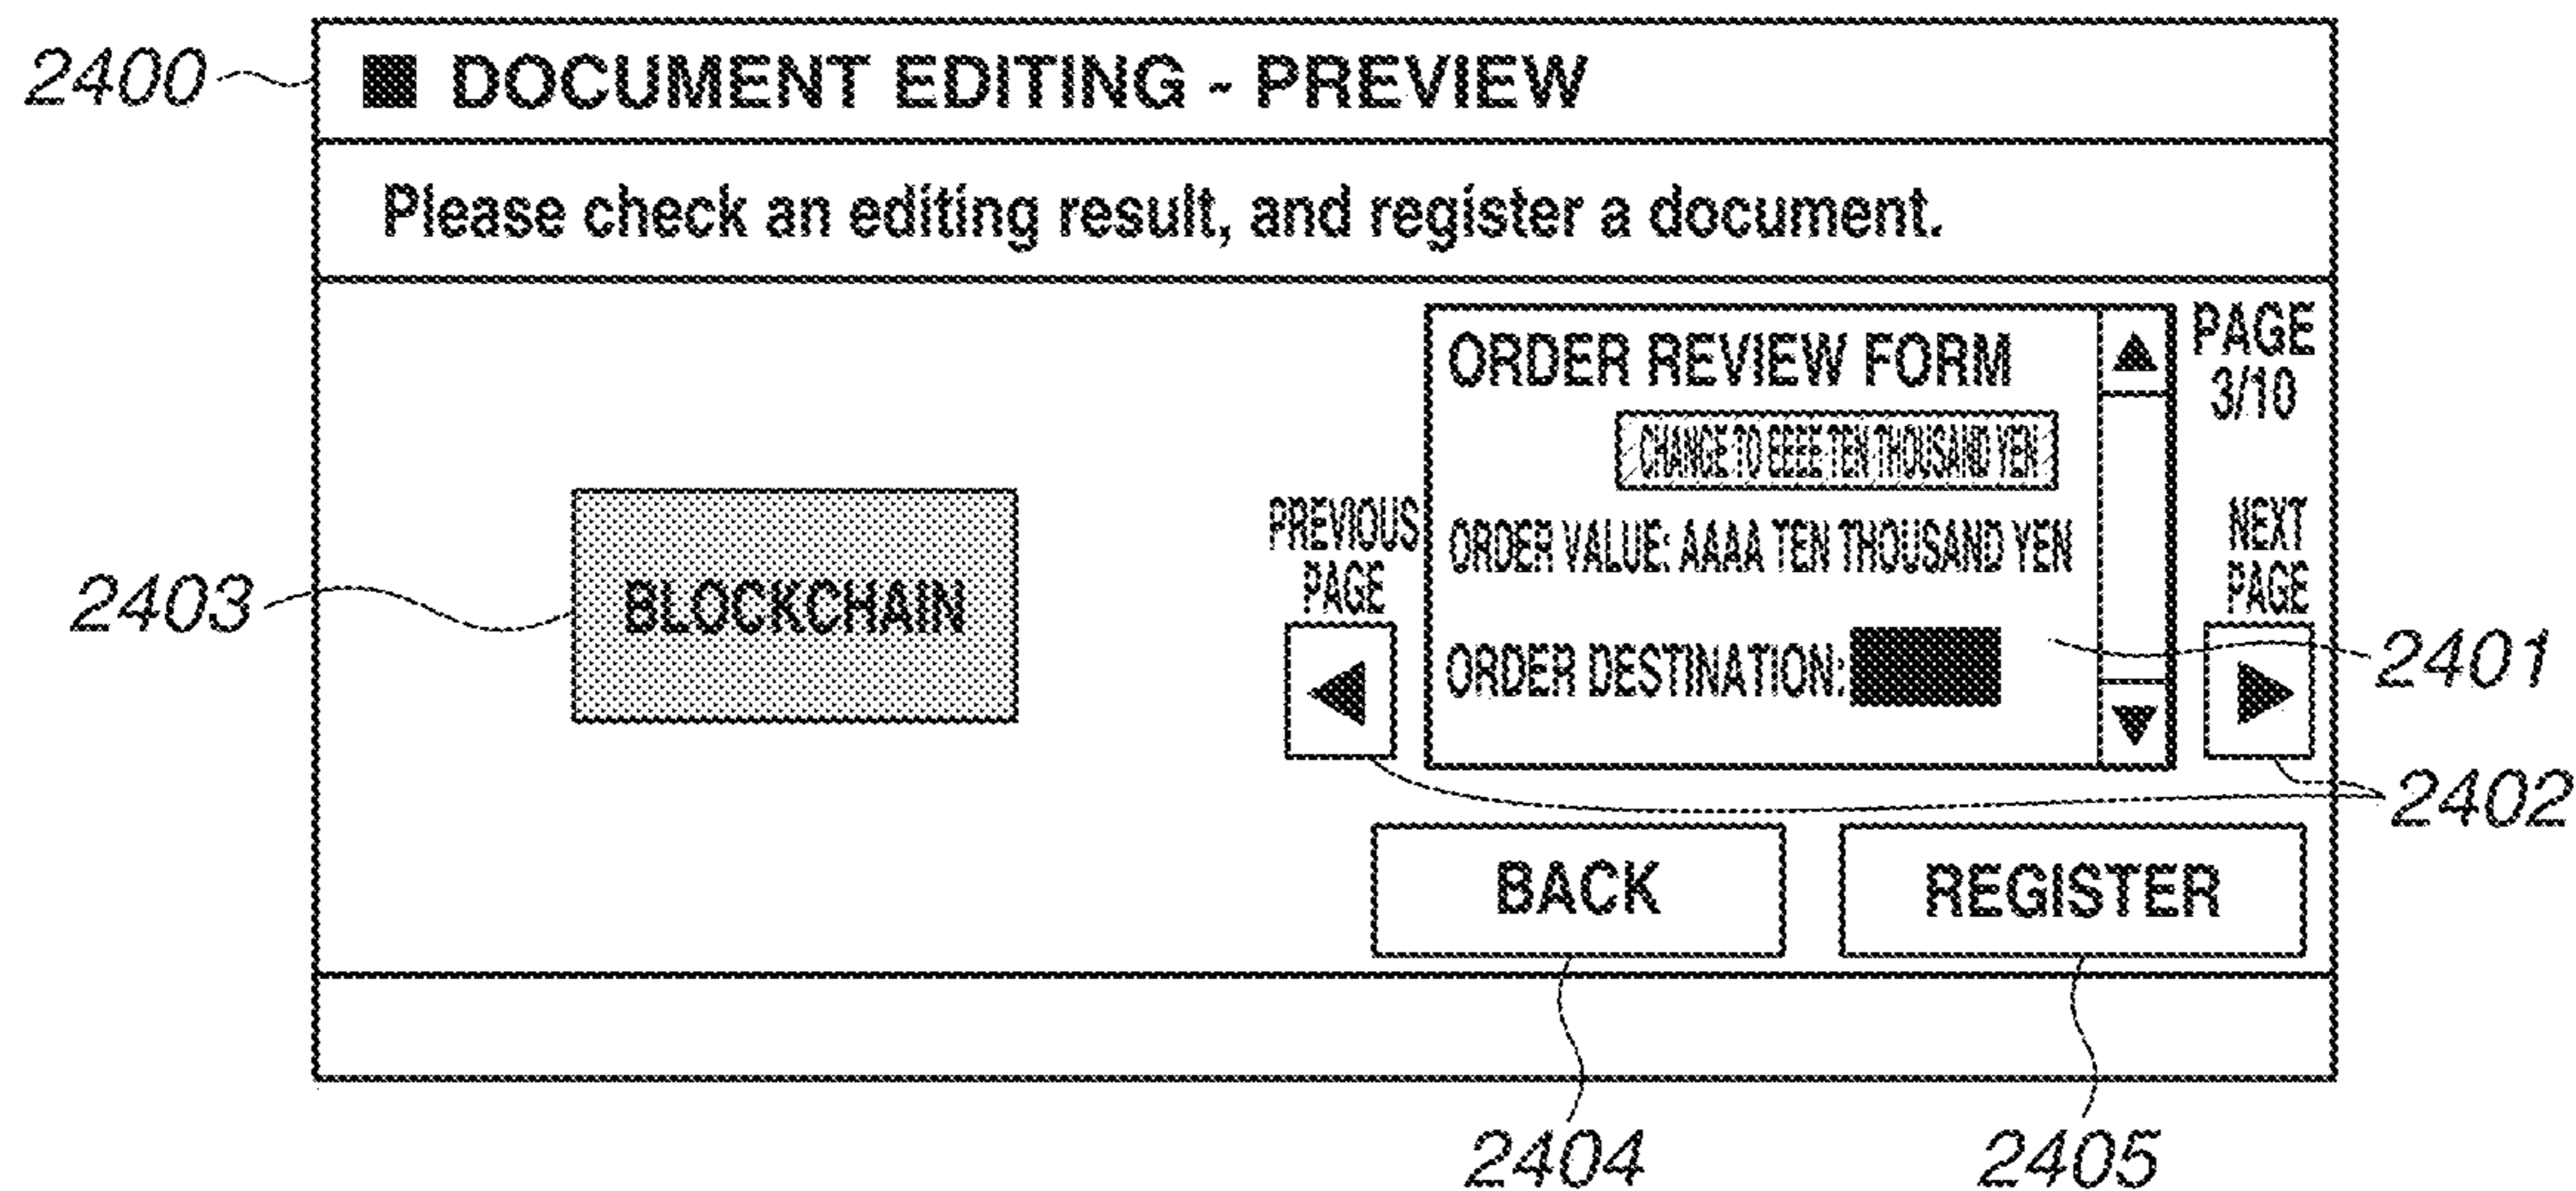 2400
■ DOCUMENT EDITING - PREVIEW
Please check an editing result, and register a document.
ORDER REVIEW FORM
PAGE
3/10
CHANGE TO EEEE TEN THOUSAND YEN
PREVIOUS
PAGE
ORDER VALUE: AAAA TEN THOUSAND YEN
NEXT
PAGE
2403
BLOCKCHAIN
ORDER DESTINATION:
2401
2402
BACK
REGISTER
2404
2405